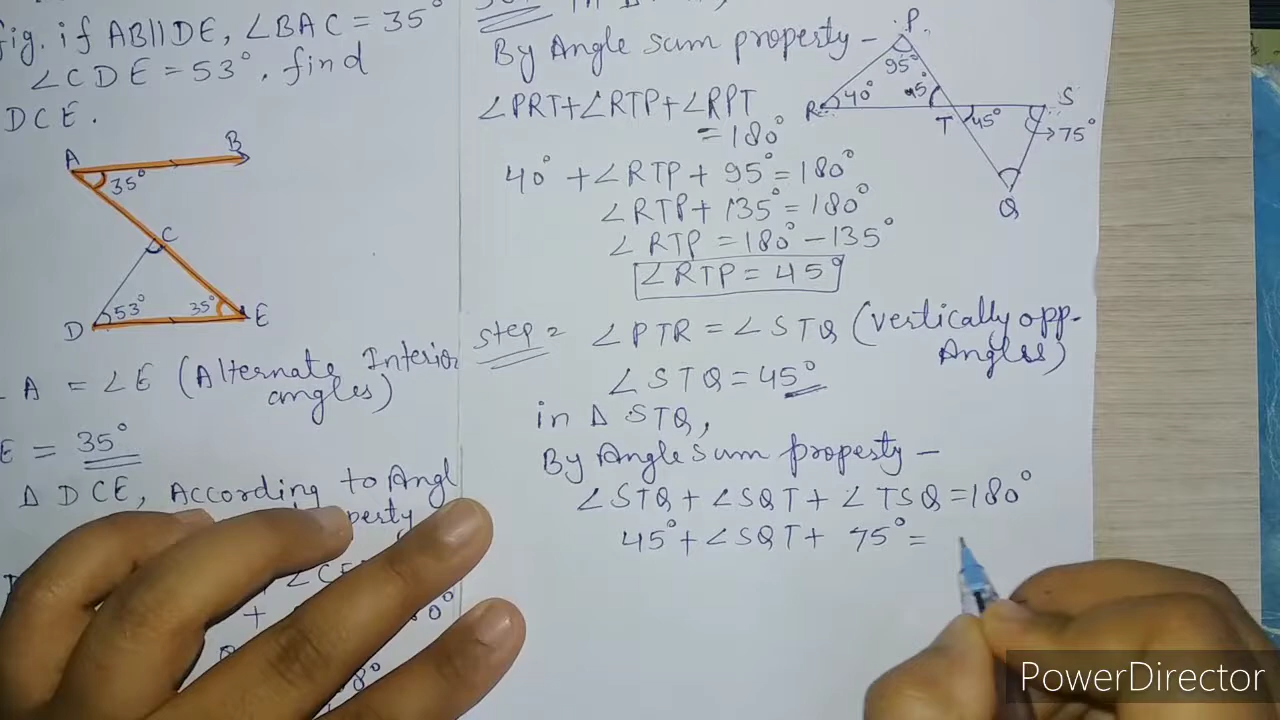 fig. if AB||DE, ∠BAC = 35°
∠CDE = 53°. find
DCE.
A
B
35°
C
D
53°
35°
E
A = ∠E (Alternate Interior
angles)
E = 35°
Δ DCE, According to Angl
By Angle sum property -
∠PRT + ∠RTP + ∠RPT
= 180°
40° + ∠RTP + 95° = 180°
∠RTP + 135° = 180°
∠RTP = 180° - 135°
∠RTP = 45°
P
95°
R
40°
45°
T
45°
S
75°
Q
Step 2 ∠PTR = ∠STQ (vertically opp.
Angles)
∠STQ = 45°
in Δ STQ,
By Angle sum property -
∠STQ + ∠SQT + ∠TSQ = 180°
45° + ∠SQT + 75° =
PowerDirector